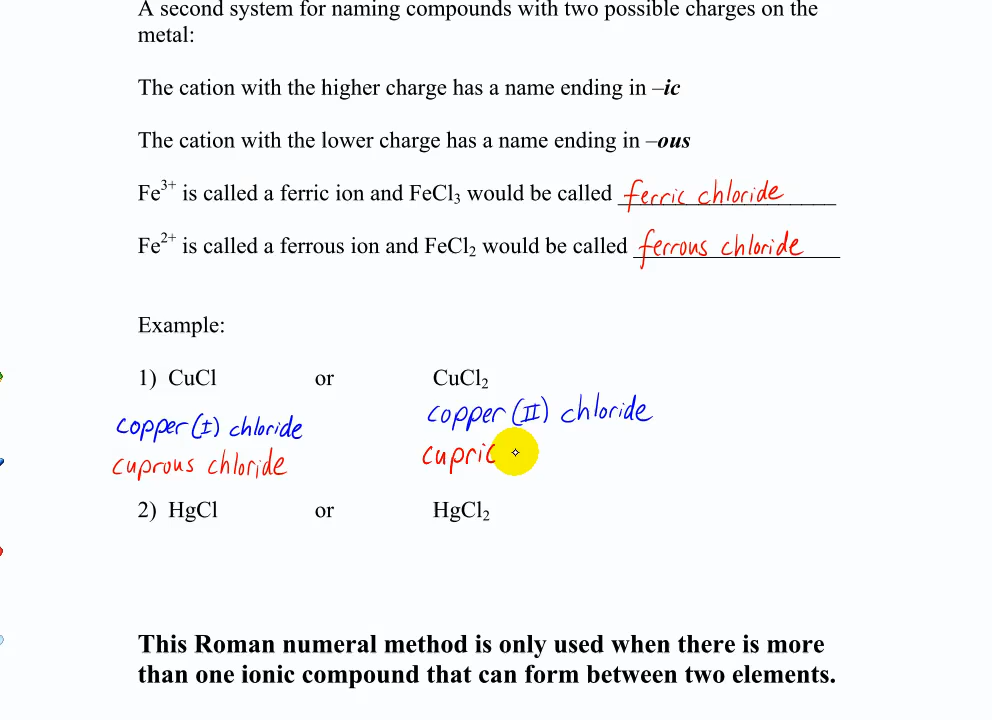 A second system for naming compounds with two possible charges on the
metal:
The cation with the higher charge has a name ending in –ic
The cation with the lower charge has a name ending in –ous
Fe³⁺ is called a ferric ion and FeCl₃ would be called ferric chloride
Fe²⁺ is called a ferrous ion and FeCl₂ would be called ferrous chloride
Example:
1) CuCl or CuCl₂
copper (I) chloride copper (II) chloride
cuprous chloride cupric
2) HgCl or HgCl₂
This Roman numeral method is only used when there is more
than one ionic compound that can form between two elements.